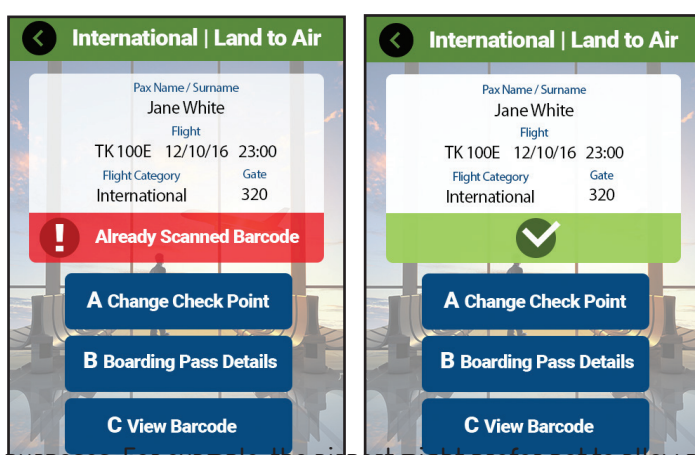 International | Land to Air
Pax Name / Surname
Jane White
Flight
TK 100E 12/10/16 23:00
Flight Category Gate
International 320
Already Scanned Barcode
A Change Check Point
B Boarding Pass Details
C View Barcode
International | Land to Air
Pax Name / Surname
Jane White
Flight
TK 100E 12/10/16 23:00
Flight Category Gate
International 320
A Change Check Point
B Boarding Pass Details
C View Barcode